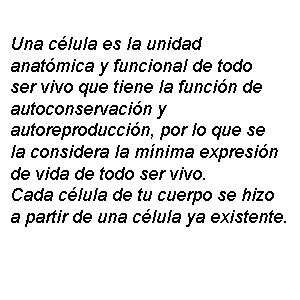 Una célula es la unidad
anatómica y funcional de todo
ser vivo que tiene la función de
autoconservación y
autoreproducción, por lo que se
la considera la mínima expresión
de vida de todo ser vivo.
Cada célula de tu cuerpo se hizo
a partir de una célula ya existente.